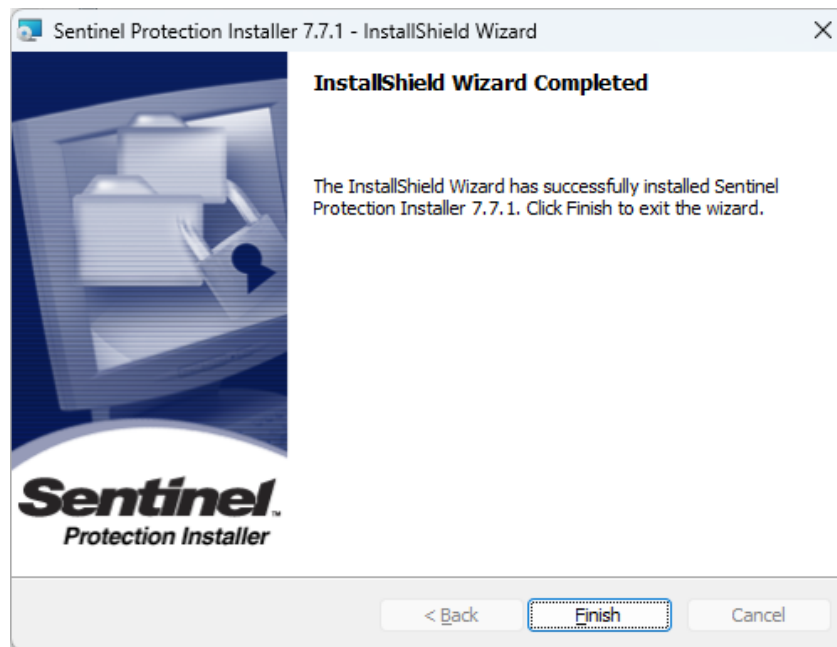 Sentinel Protection Installer 7.7.1 - InstallShield Wizard
InstallShield Wizard Completed
The InstallShield Wizard has successfully installed Sentinel
Protection Installer 7.7.1. Click Finish to exit the wizard.
Sentinel™
Protection Installer
< Back
Finish
Cancel